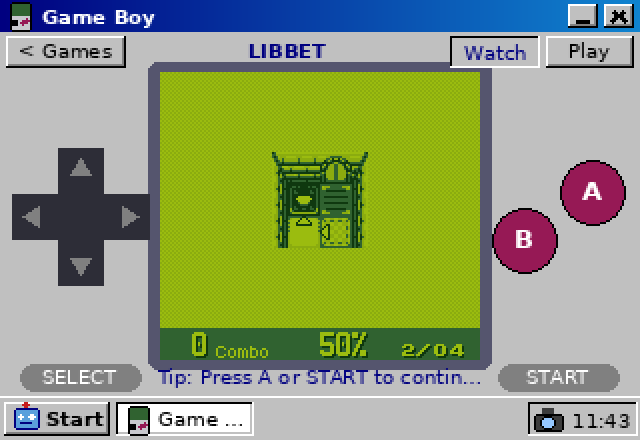 Game Boy
< Games
LIBBET
Watch
Play
A
B
0 Combo 50% 2/04
SELECT
Tip: Press A or START to contin...
START
Start
Game ...
11:43